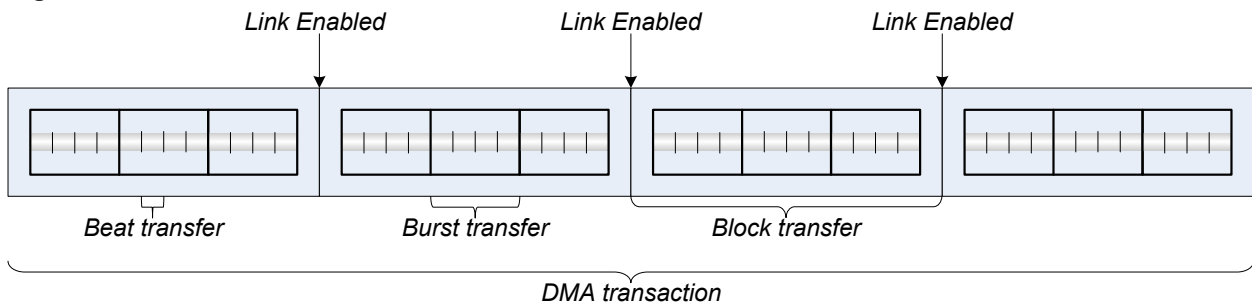 Link Enabled Link Enabled Link Enabled
Beat transfer Burst transfer Block transfer
DMA transaction